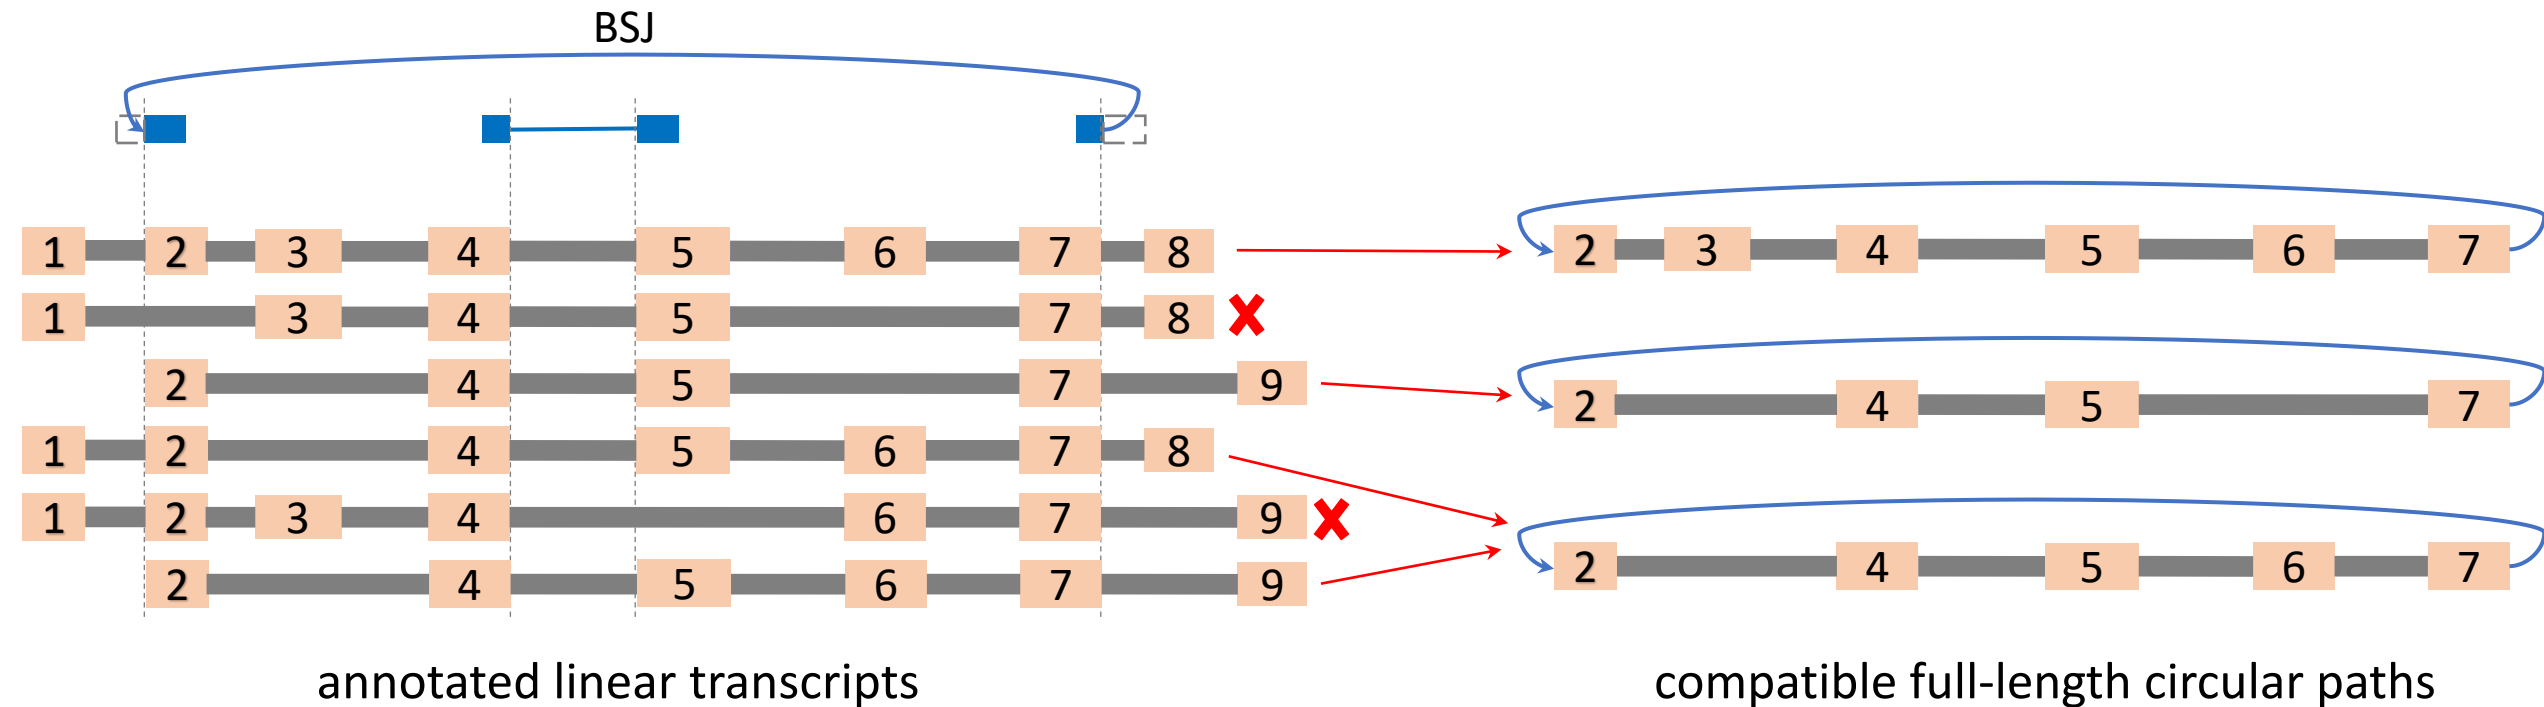 BSJ
1 2 3 4 5 6 7 8
2 3 4 5 6 7
1 3 4 5 7 8
2 4 5 7 9
2 4 5 7
1 2 4 5 6 7 8
1 2 3 4 6 7 9
2 4 5 6 7 9
2 4 5 6 7
annotated linear transcripts
compatible full-length circular paths